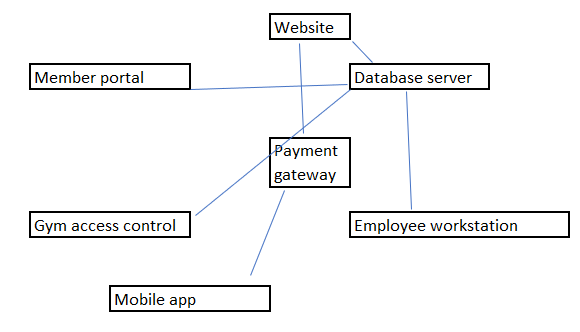 Website
Member portal
Database server
Payment
gateway
Gym access control
Employee workstation
Mobile app